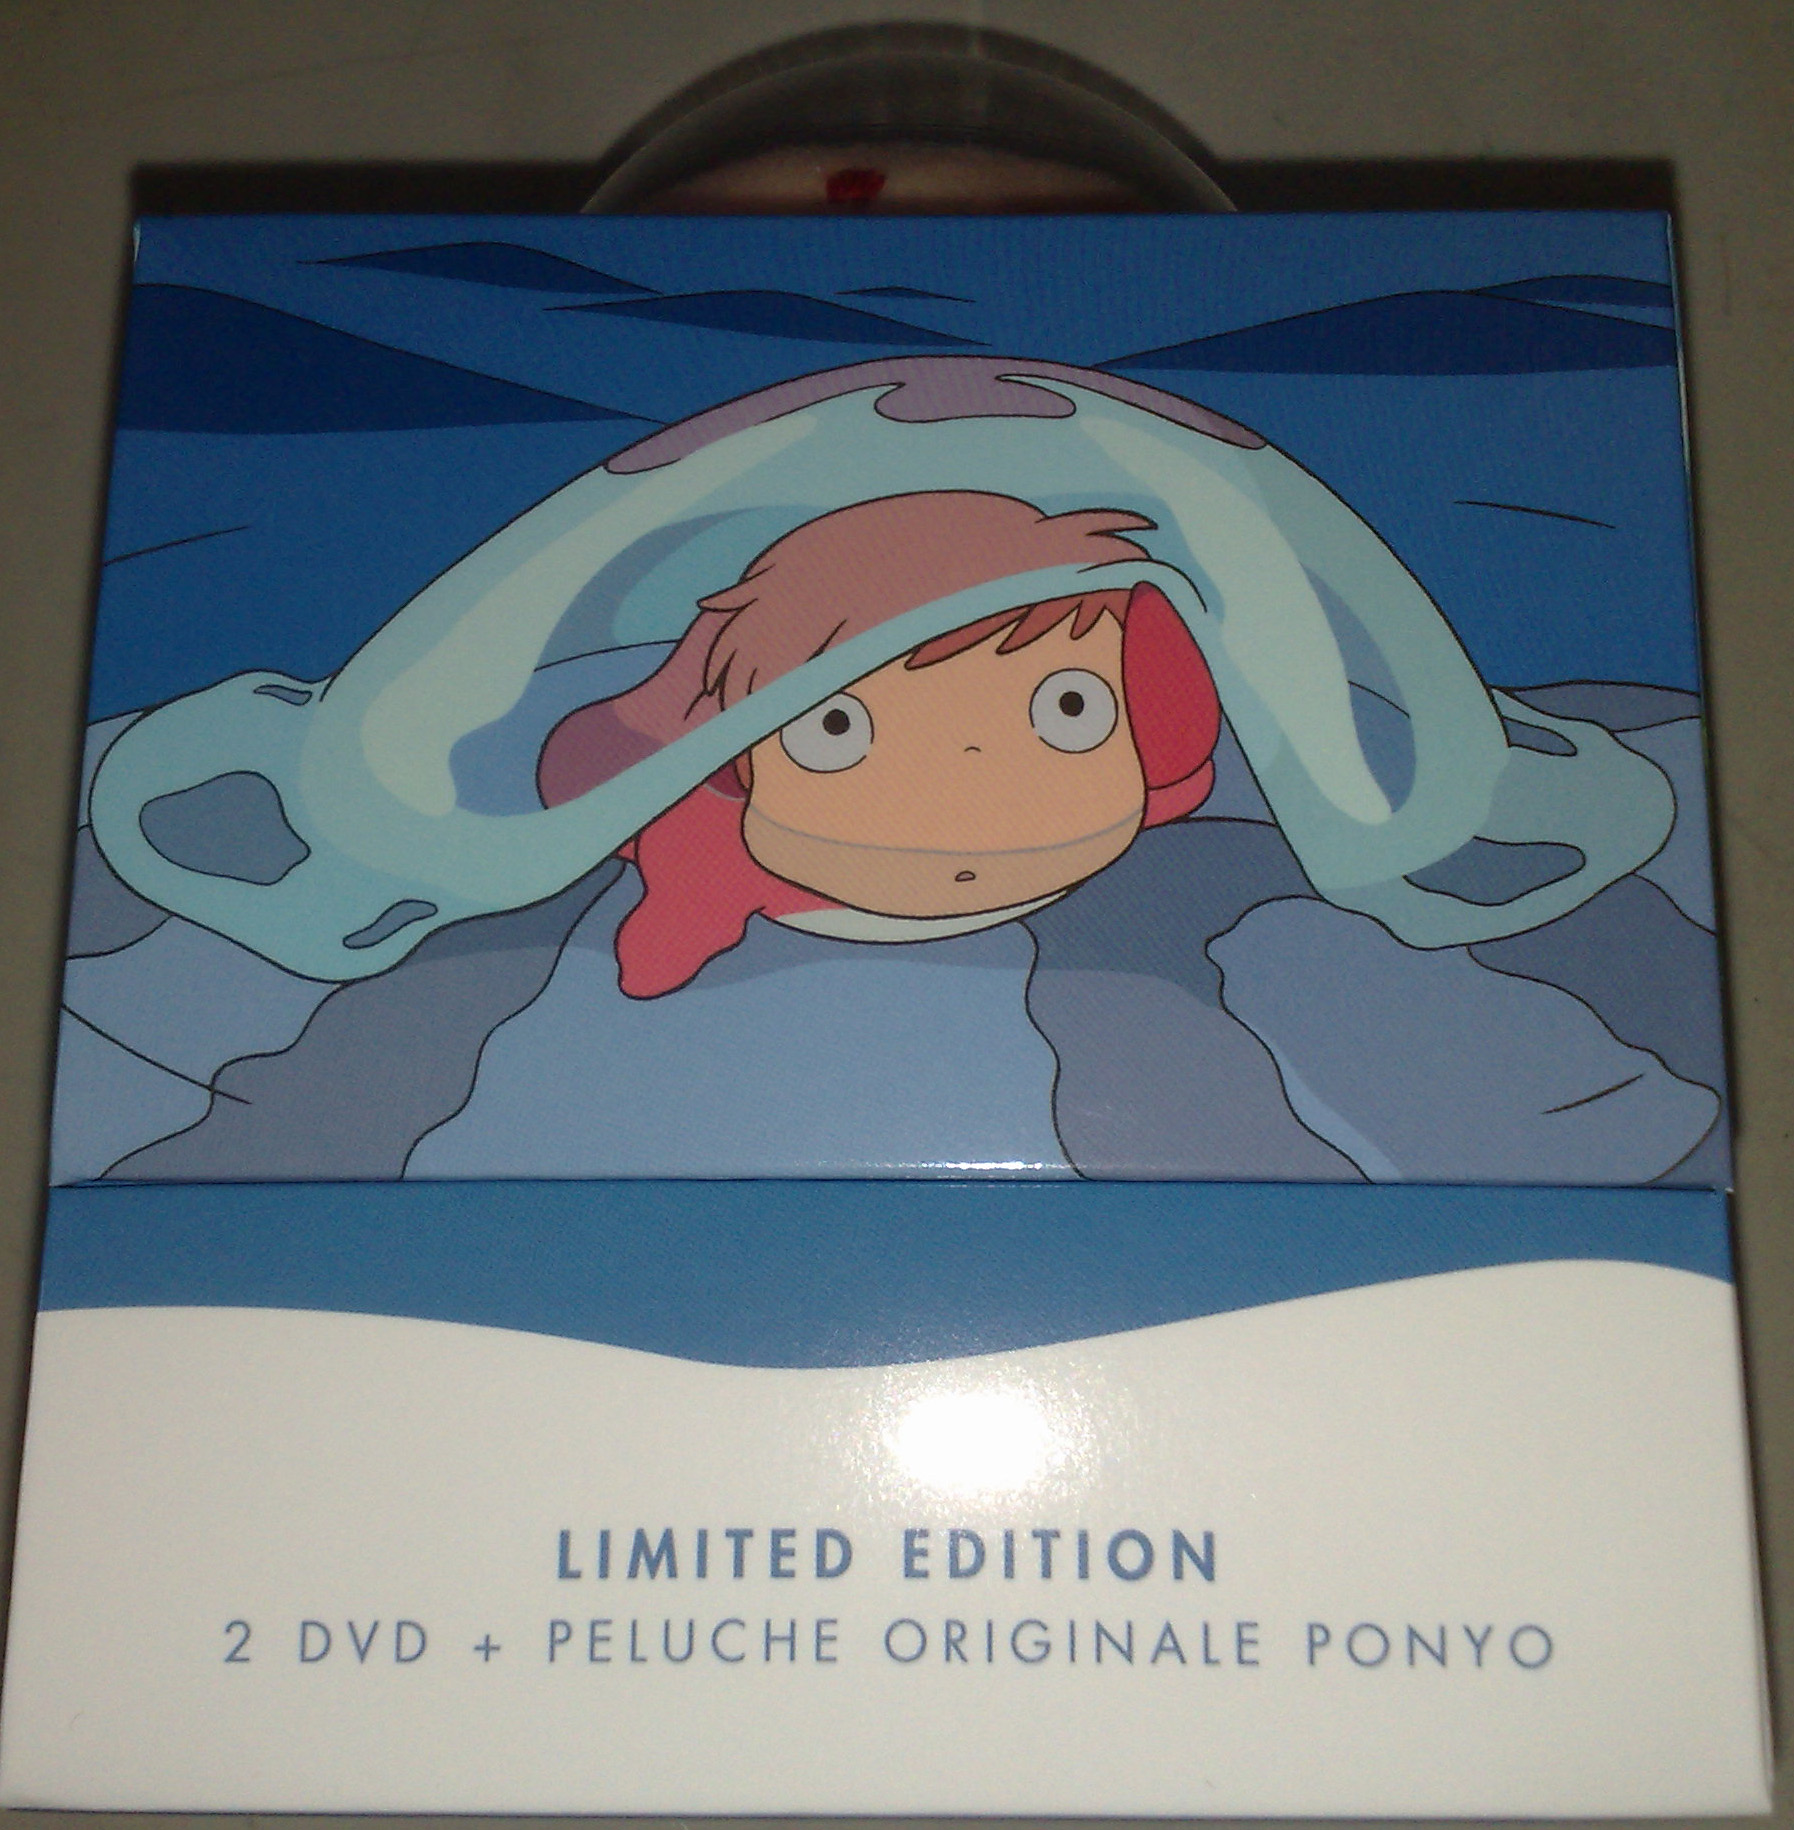 LIMITED EDITION
2 DVD + PELUCHE ORIGINALE PONYO